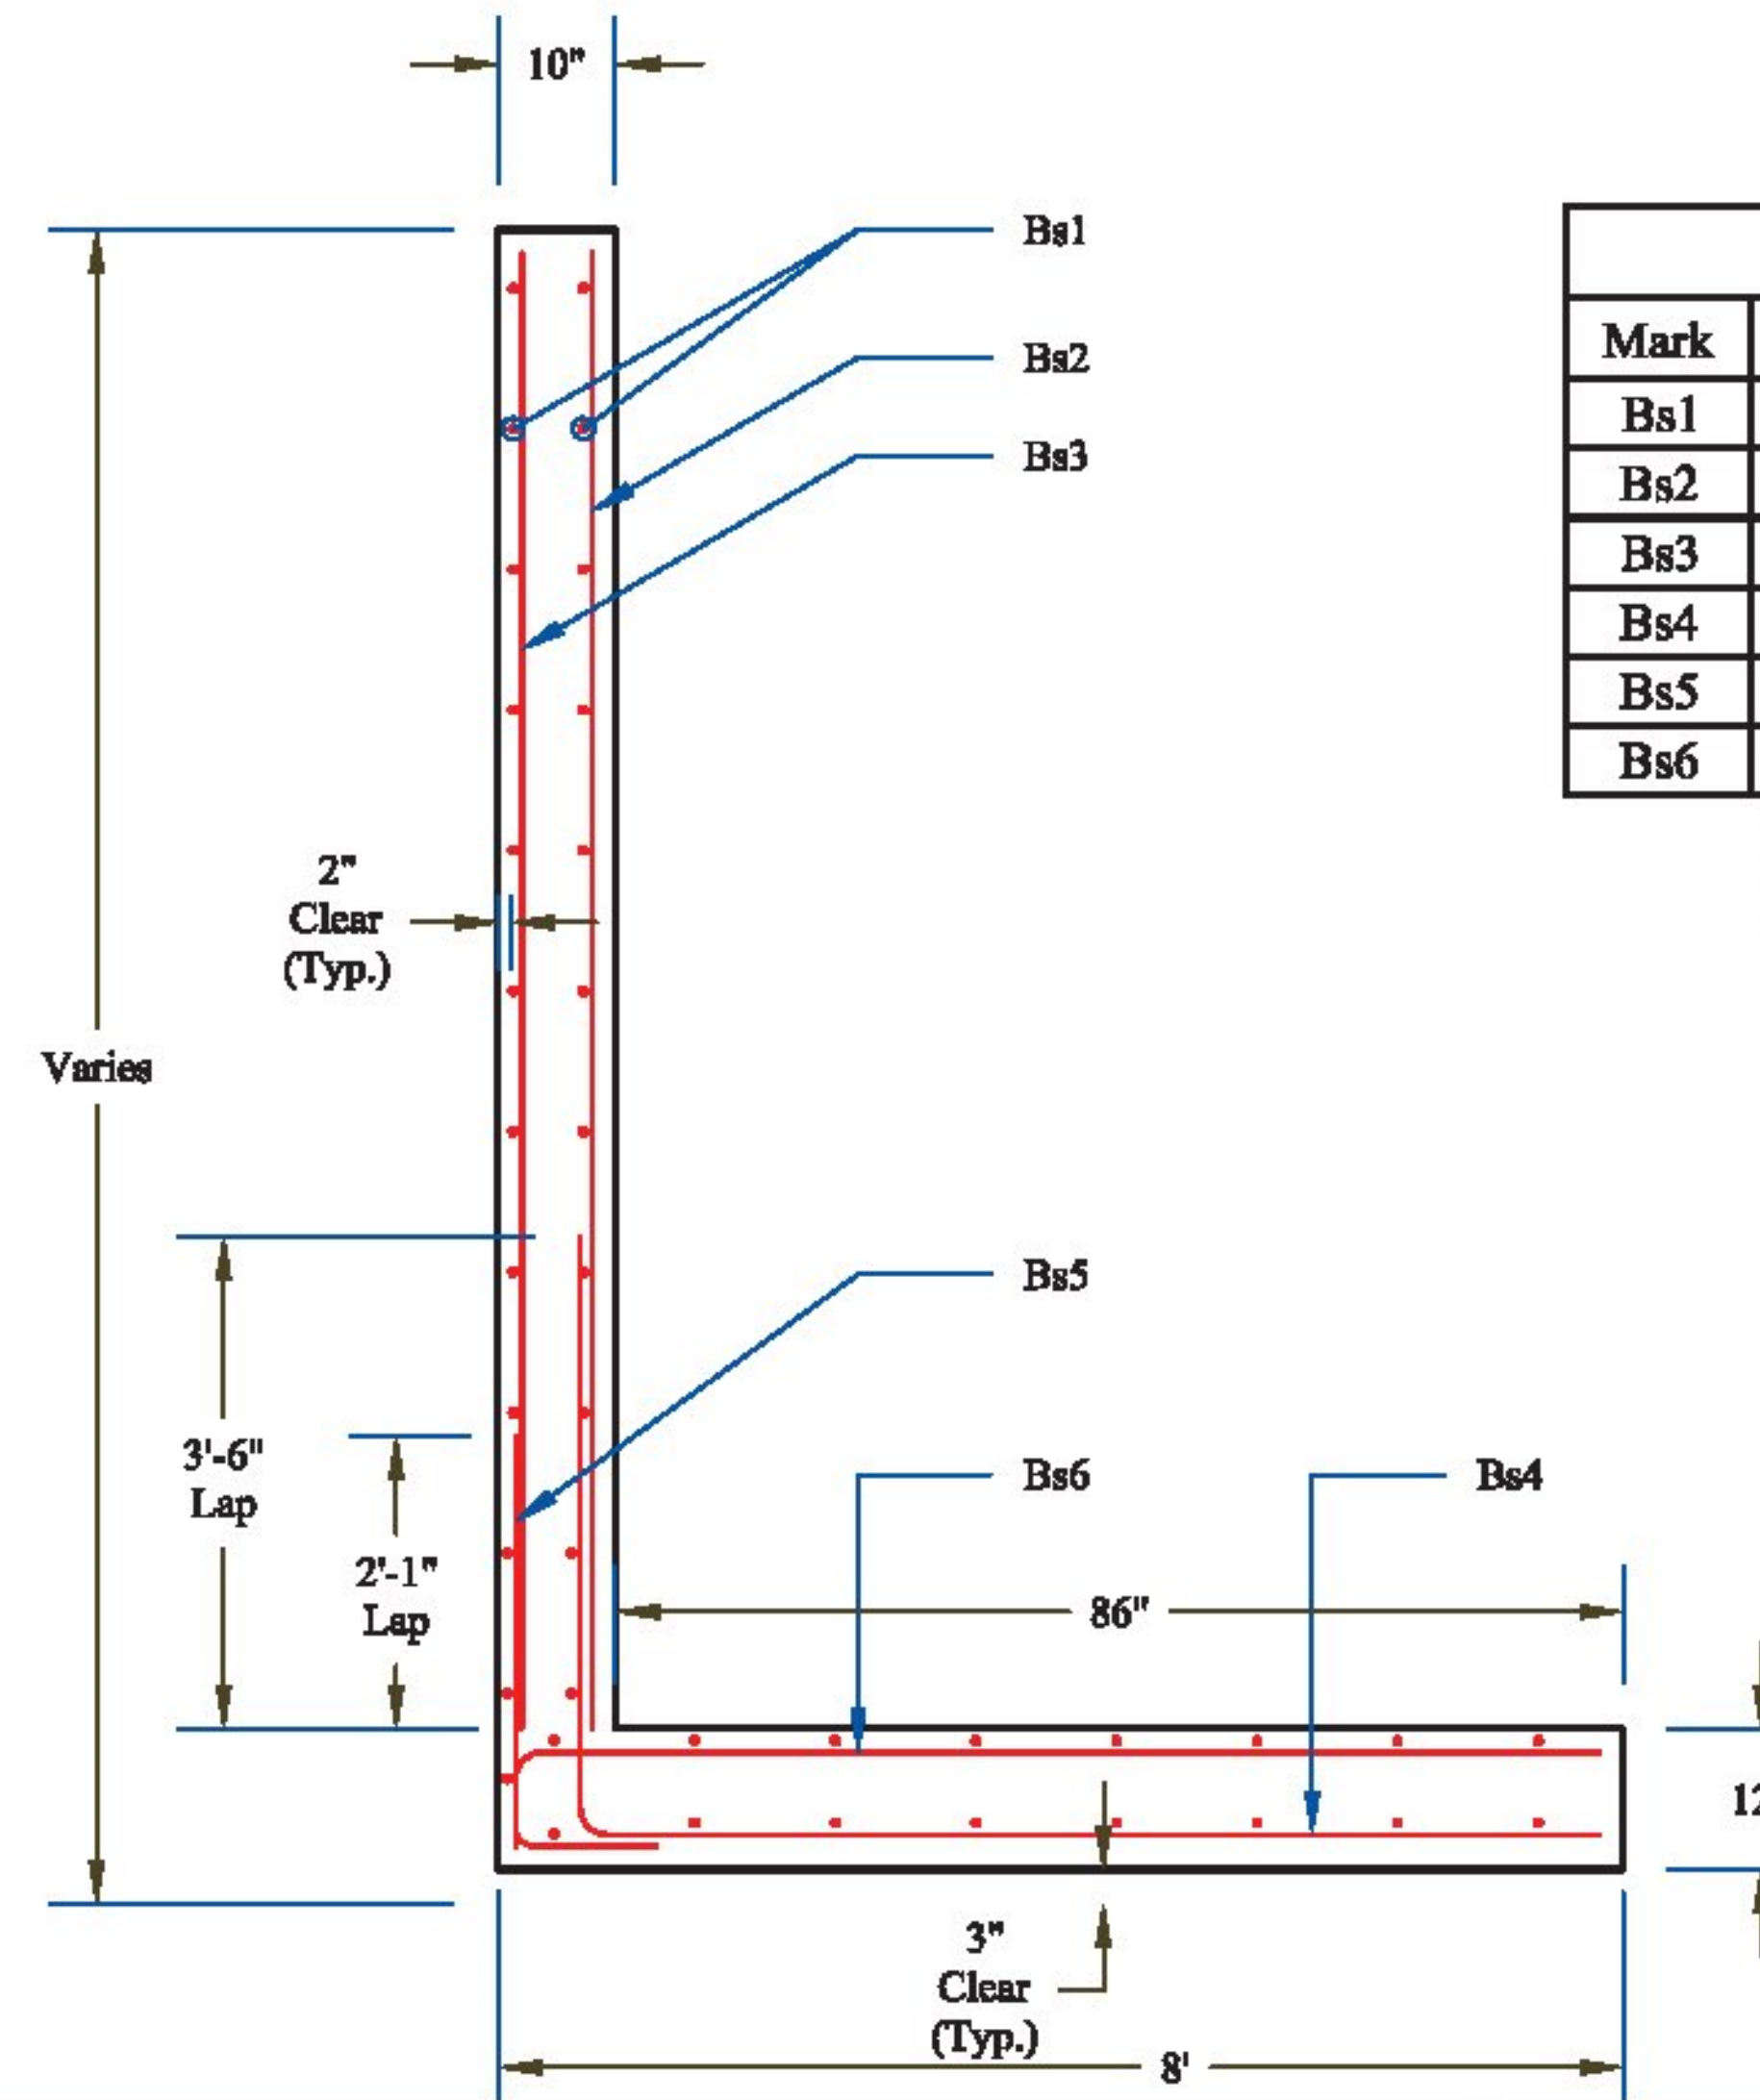 10"
Bs1
Bs2
Bs3
Mark
Bs1
Bs2
Bs3
Bs4
Bs5
Bs6
2"
Clear
(Typ.)
Varies
Bs5
3'-6"
Lap
2'-1"
Lap
Bs6
Bs4
86"
12
3"
Clear
(Typ.)
8'